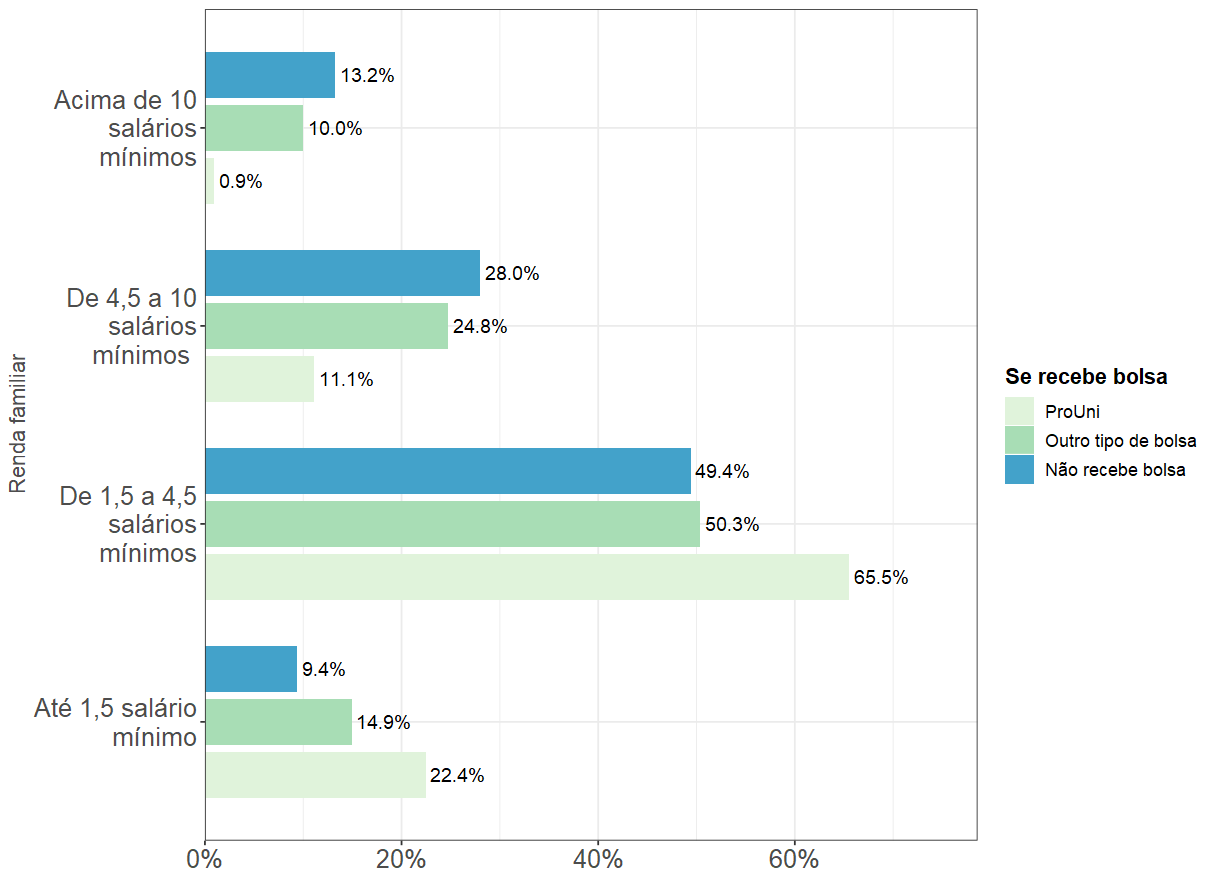 Renda familiar
Acima de 10
salários
mínimos
13.2%
10.0%
0.9%
De 4,5 a 10
salários
mínimos
28.0%
24.8%
11.1%
De 1,5 a 4,5
salários
mínimos
49.4%
50.3%
65.5%
Até 1,5 salário
mínimo
9.4%
14.9%
22.4%
0%
20%
40%
60%
Se recebe bolsa
ProUni
Outro tipo de bolsa
Não recebe bolsa